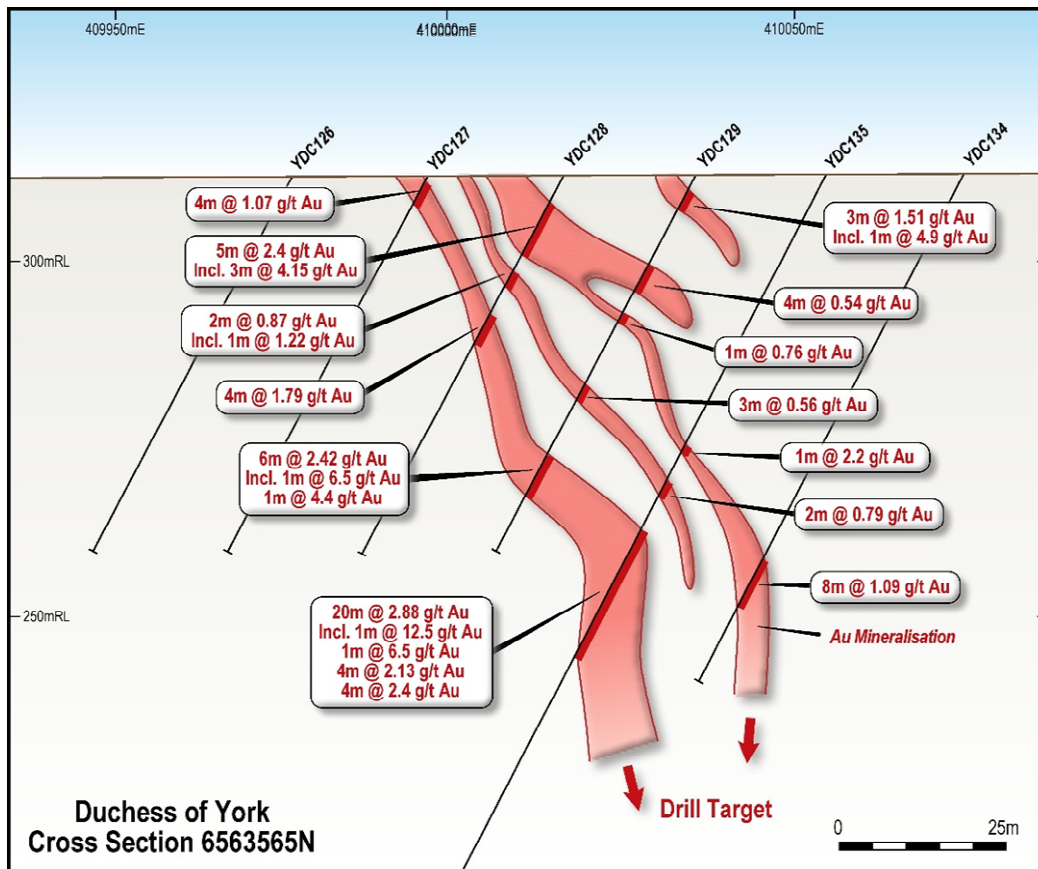 409950mE
410000mE
410050mE
YDC126
YDC127
YDC128
YDC129
YDC135
YDC134
4m @ 1.07 g/t Au
5m @ 2.4 g/t Au
Incl. 3m @ 4.15 g/t Au
2m @ 0.87 g/t Au
Incl. 1m @ 1.22 g/t Au
4m @ 1.79 g/t Au
6m @ 2.42 g/t Au
Incl. 1m @ 6.5 g/t Au
1m @ 4.4 g/t Au
20m @ 2.88 g/t Au
Incl. 1m @ 12.5 g/t Au
1m @ 6.5 g/t Au
4m @ 2.13 g/t Au
4m @ 2.4 g/t Au
3m @ 1.51 g/t Au
Incl. 1m @ 4.9 g/t Au
4m @ 0.54 g/t Au
1m @ 0.76 g/t Au
3m @ 0.56 g/t Au
1m @ 2.2 g/t Au
2m @ 0.79 g/t Au
8m @ 1.09 g/t Au
Au Mineralisation
300mRL
250mRL
Drill Target
Duchess of York
Cross Section 6563565N
0
25m